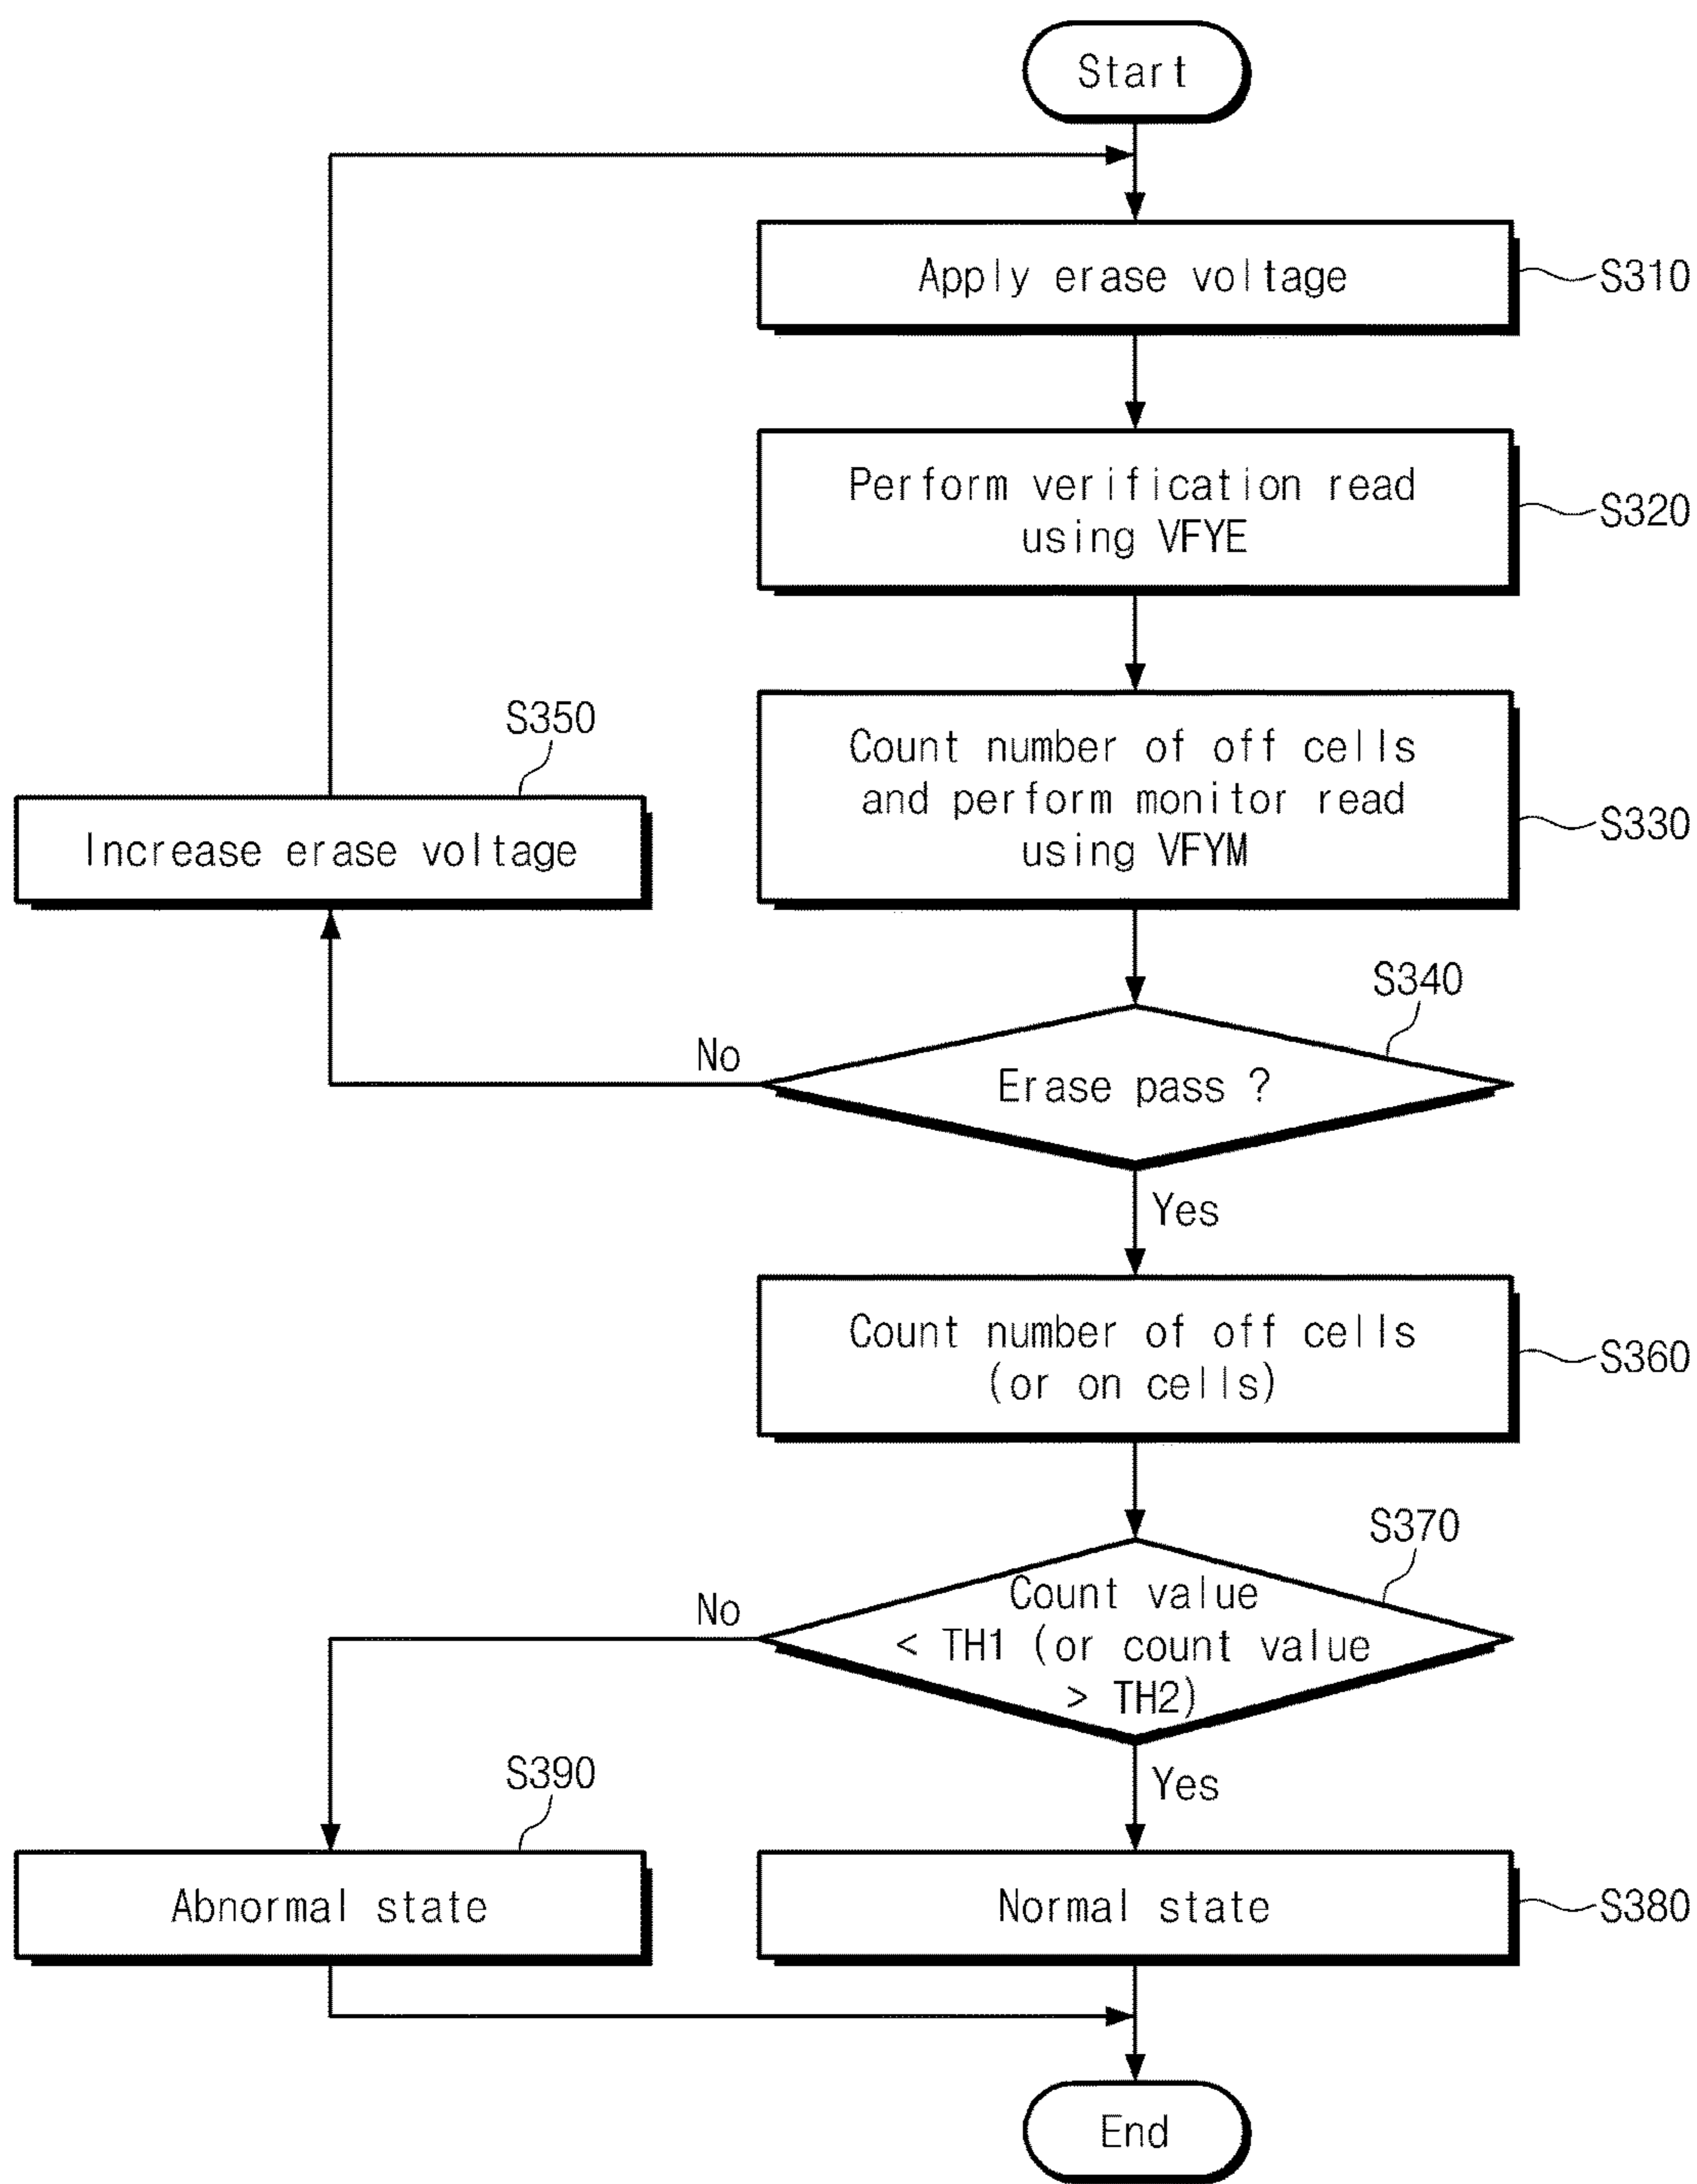 Start
Apply erase voltage
S310
Perform verification read
using VFYE
S320
Count number of off cells
and perform monitor read
using VFYM
S330
S350
Increase erase voltage
S340
No
Erase pass ?
Yes
Count number of off cells
(or on cells)
S360
S370
No
Count value
< TH1 (or count value
> TH2)
Yes
S390
Abnormal state
Normal state
S380
End